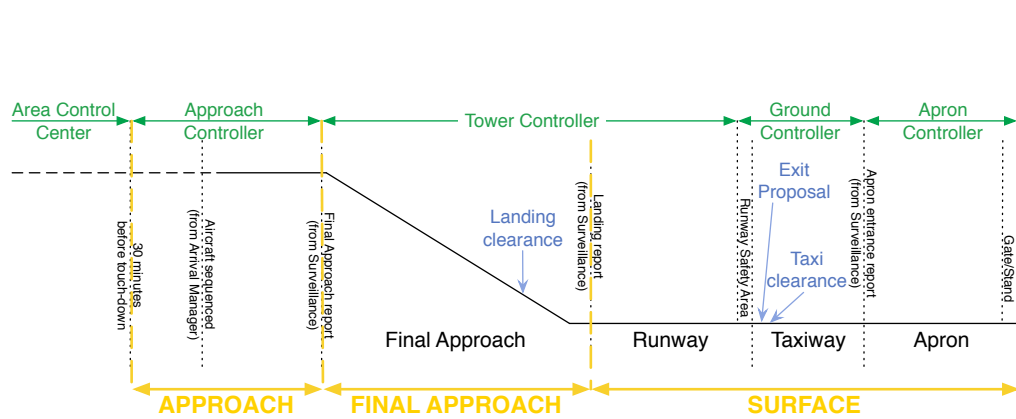 Area Control
Center
Approach
Controller
Tower Controller
Ground
Controller
Apron
Controller
30 minutes
before touch-down
Aircraft sequenced
(from Arrival Manager)
Final Approach report
(from Surveillance)
Landing
clearance
Landing report
(from Surveillance)
Runway Safety Area
Exit
Proposal
Taxi
clearance
Apron entrance report
(from Surveillance)
Gate/Stand
Final Approach
Runway
Taxiway
Apron
APPROACH
FINAL APPROACH
SURFACE